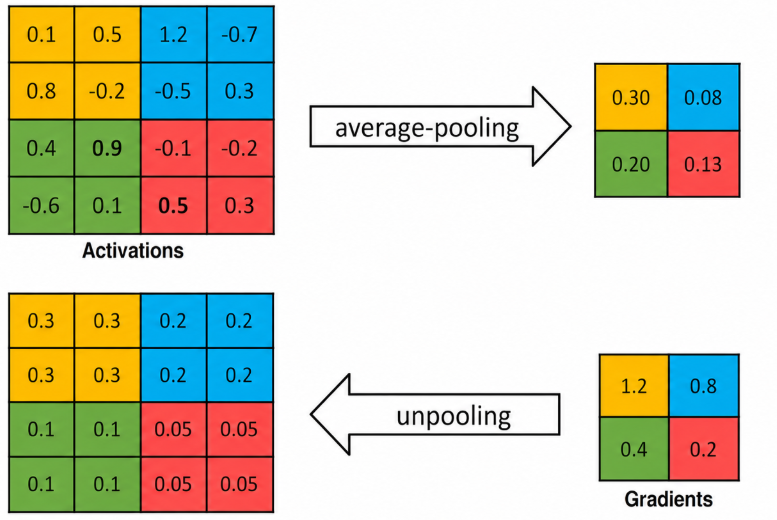 0.1 0.5 1.2 -0.7
0.8 -0.2 -0.5 0.3
0.4 0.9 -0.1 -0.2
-0.6 0.1 0.5 0.3
Activations
average-pooling
0.30 0.08
0.20 0.13
0.3 0.3 0.2 0.2
0.3 0.3 0.2 0.2
0.1 0.1 0.05 0.05
0.1 0.1 0.05 0.05
unpooling
1.2 0.8
0.4 0.2
Gradients